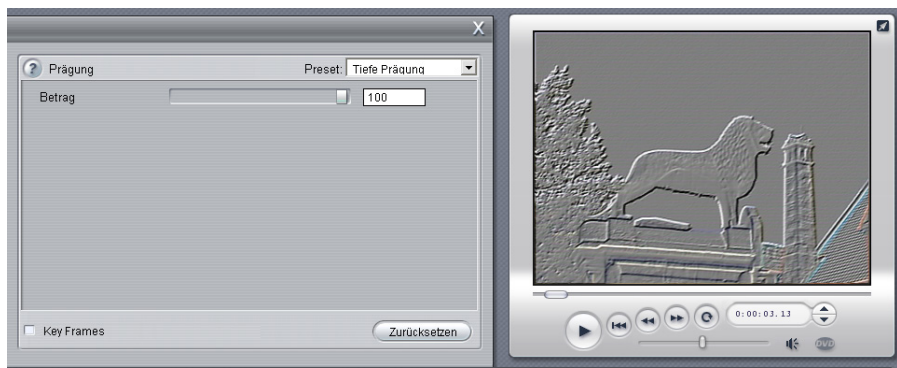 X
? Prägung Preset: Tiefe Prägung
Betrag 100
Key Frames Zurücksetzen
0:00:03.13
DVD